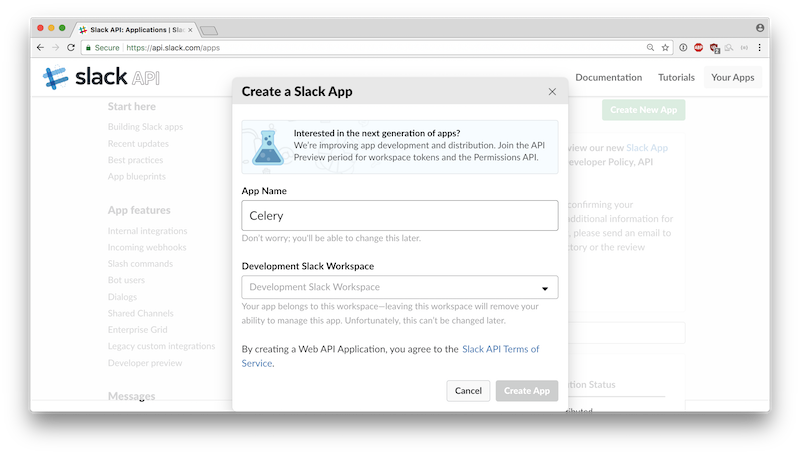 Slack API: Applications | Slac
Secure https://api.slack.com/apps
slack API
Documentation
Tutorials
Your Apps
Start here
Building Slack apps
Recent updates
Best practices
App blueprints
App features
Internal integrations
Incoming webhooks
Slash commands
Bot users
Dialogs
Shared Channels
Enterprise Grid
Legacy custom integrations
Developer preview
Messages
Create a Slack App
Interested in the next generation of apps?
We're improving app development and distribution. Join the API
Preview period for workspace tokens and the Permissions API.
App Name
Celery
Don't worry; you'll be able to change this later.
Development Slack Workspace
Development Slack Workspace
Your app belongs to this workspace—leaving this workspace will remove your
ability to manage this app. Unfortunately, this can't be changed later.
By creating a Web API Application, you agree to the Slack API Terms of
Service.
Cancel
Create App
Create New App
view our new Slack App
eveloper Policy, API
confirming your
additional information for
, please send an email to
ctory or the review
tion Status
tributed